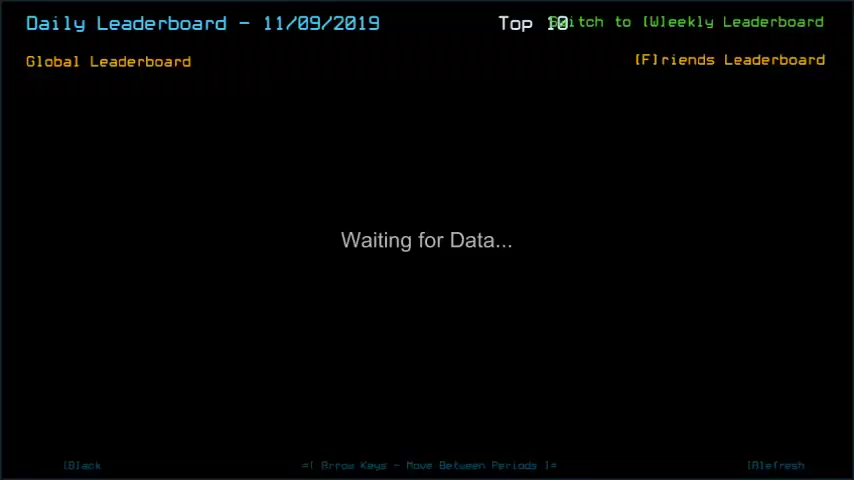 Daily Leaderboard - 11/09/2019 Top 10 Switch to [W]eekly Leaderboard
Global Leaderboard [F]riends Leaderboard
Waiting for Data...
[B]ack =[ Arrow Keys - Move Between Periods ]= [R]efresh